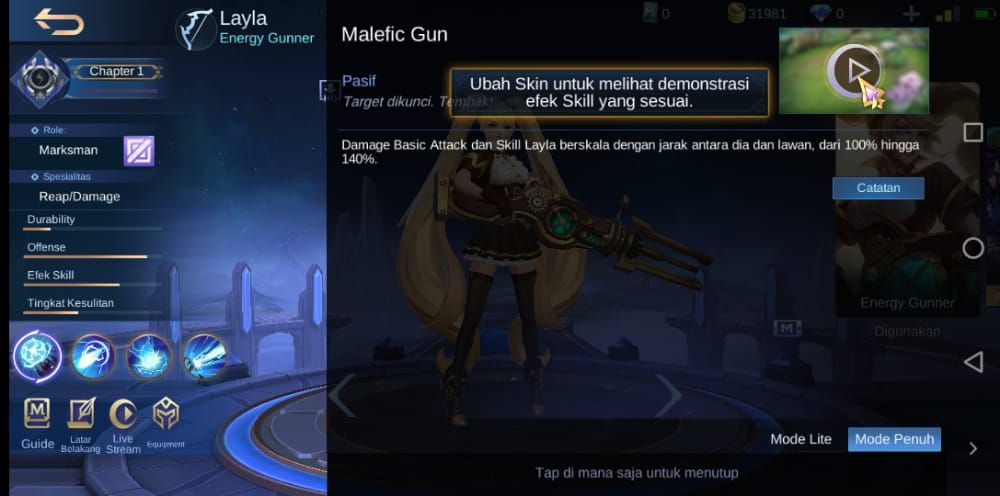 Layla
Energy Gunner
Chapter 1
Role:
Marksman
Spesialitas
Reap/Damage
Durability
Offense
Efek Skill
Tingkat Kesulitan
M
Guide
Latar
Belakang
Live
Stream
Equipment
0
31981
0
Malefic Gun
Pasif
Target dikunci. Tembak!
Ubah Skin untuk melihat demonstrasi
efek Skill yang sesuai.
Damage Basic Attack dan Skill Layla berskala dengan jarak antara dia dan lawan, dari 100% hingga
140%.
Catatan
Energy Gunner
Digunakan
M
Mode Lite
Mode Penuh
Tap di mana saja untuk menutup